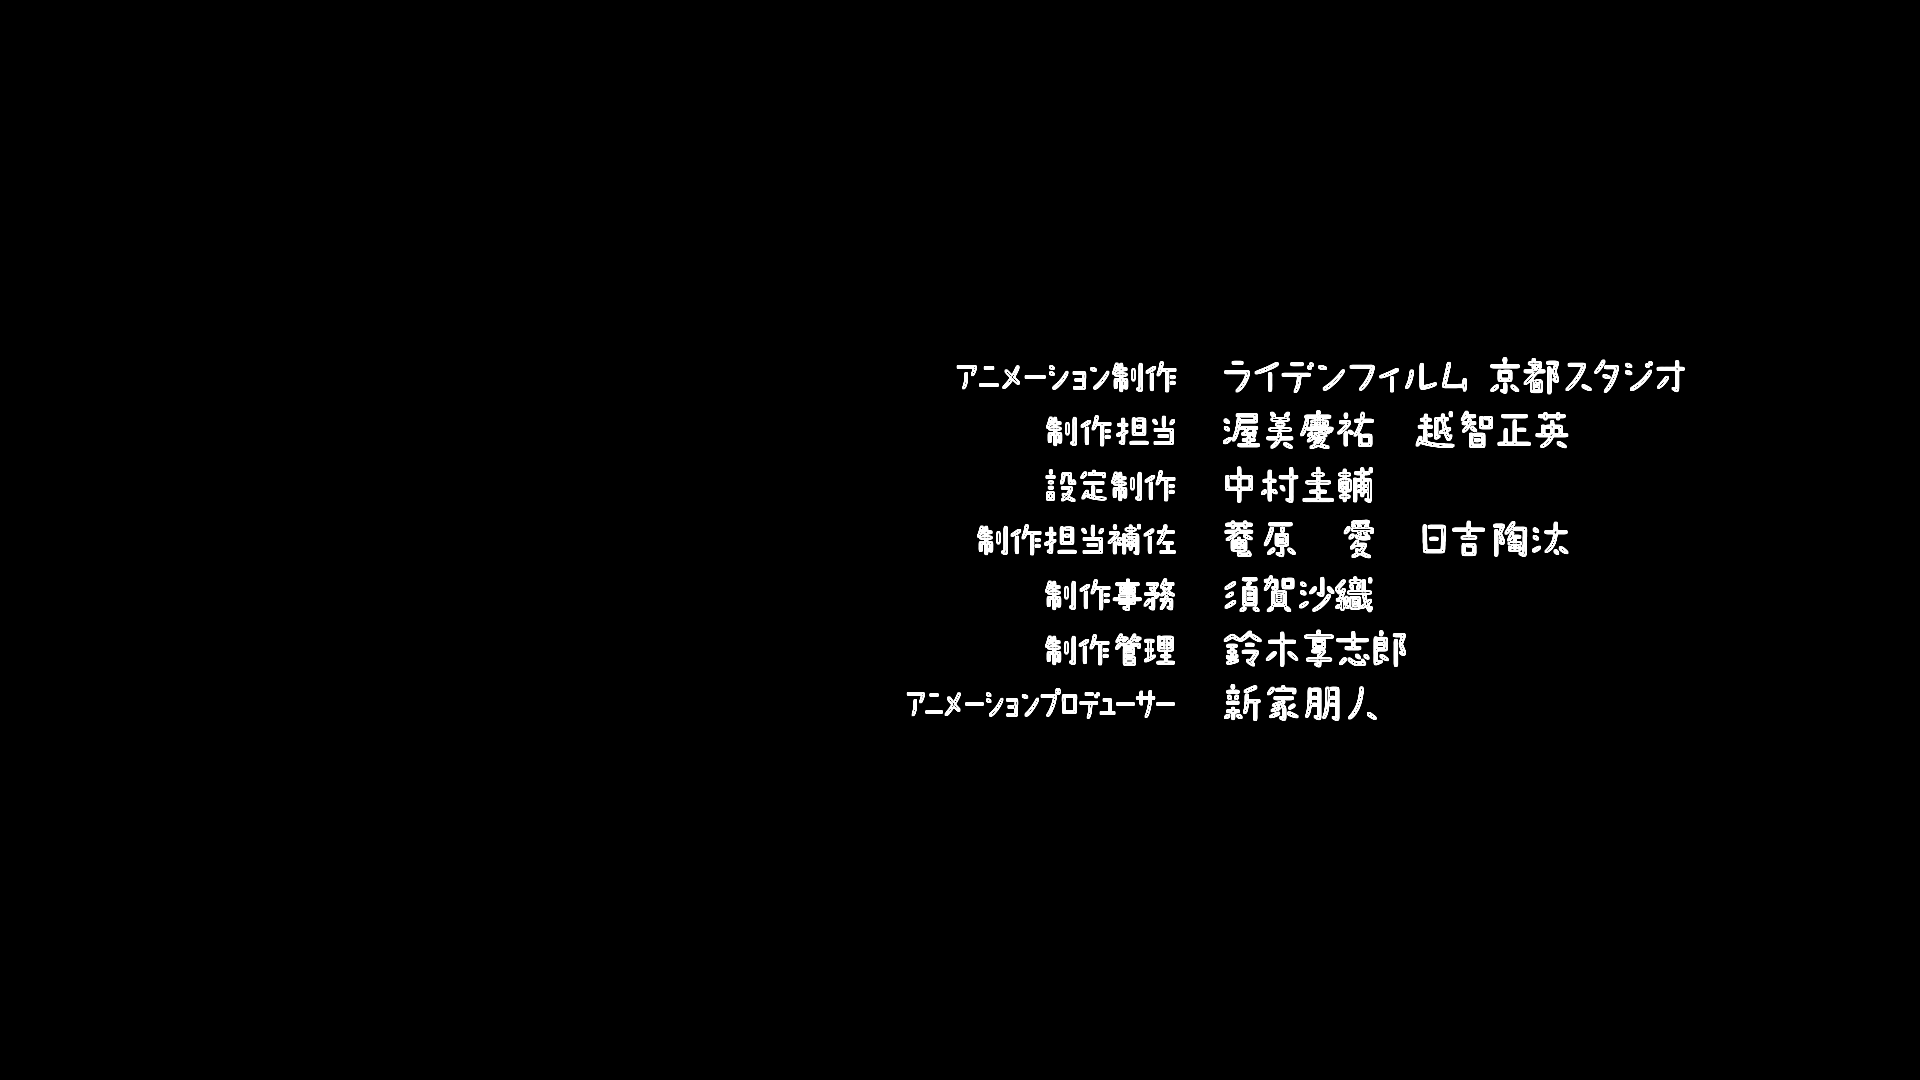 アニメーション制作 ライデンフィルム 京都スタジオ
制作担当 渥美慶祐 越智正英
設定制作 中村圭輔
制作担当補佐 菴原 愛 日吉陶汰
制作事務 須賀沙織
制作管理 鈴木享志郎
アニメーションプロデューサー 新家朋人